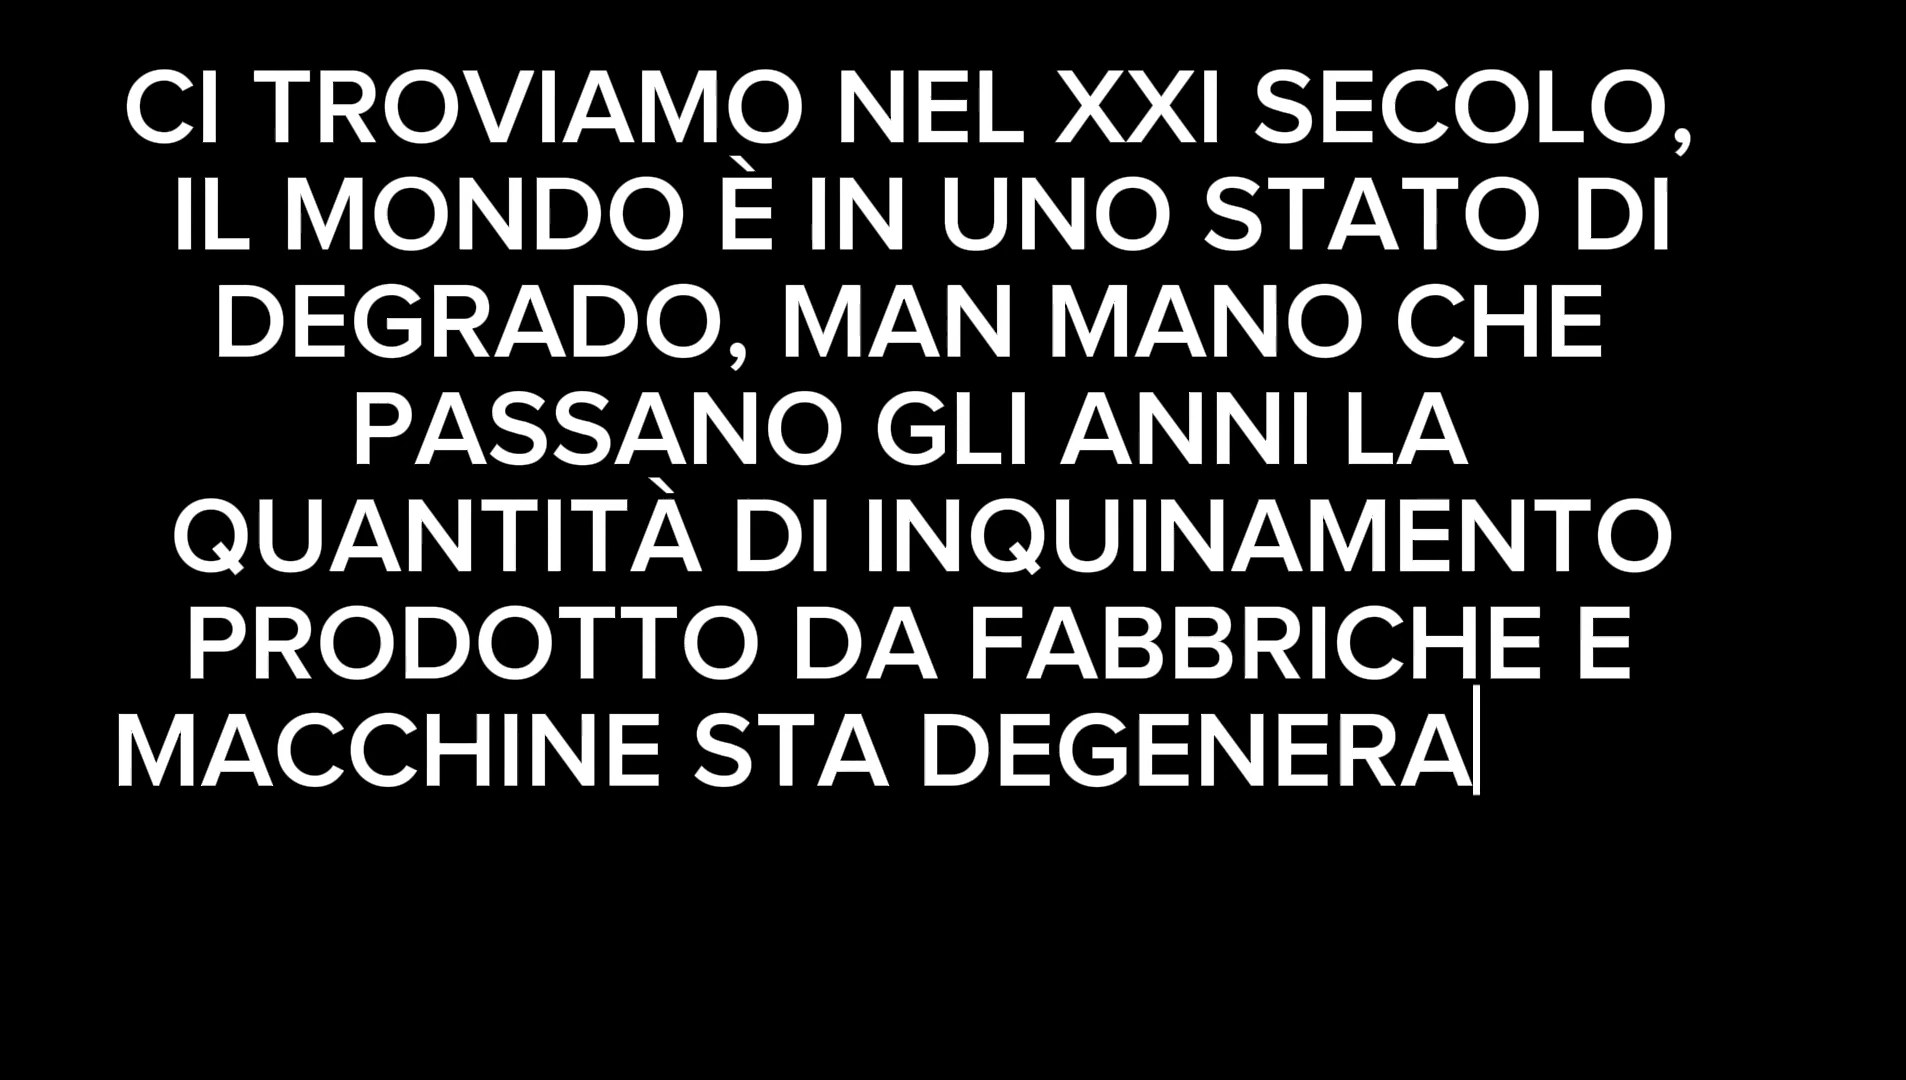 CI TROVIAMO NEL XXI SECOLO,
IL MONDO È IN UNO STATO DI
DEGRADO, MAN MANO CHE
PASSANO GLI ANNI LA
QUANTITÀ DI INQUINAMENTO
PRODOTTO DA FABBRICHE E
MACCHINE STA DEGENERA